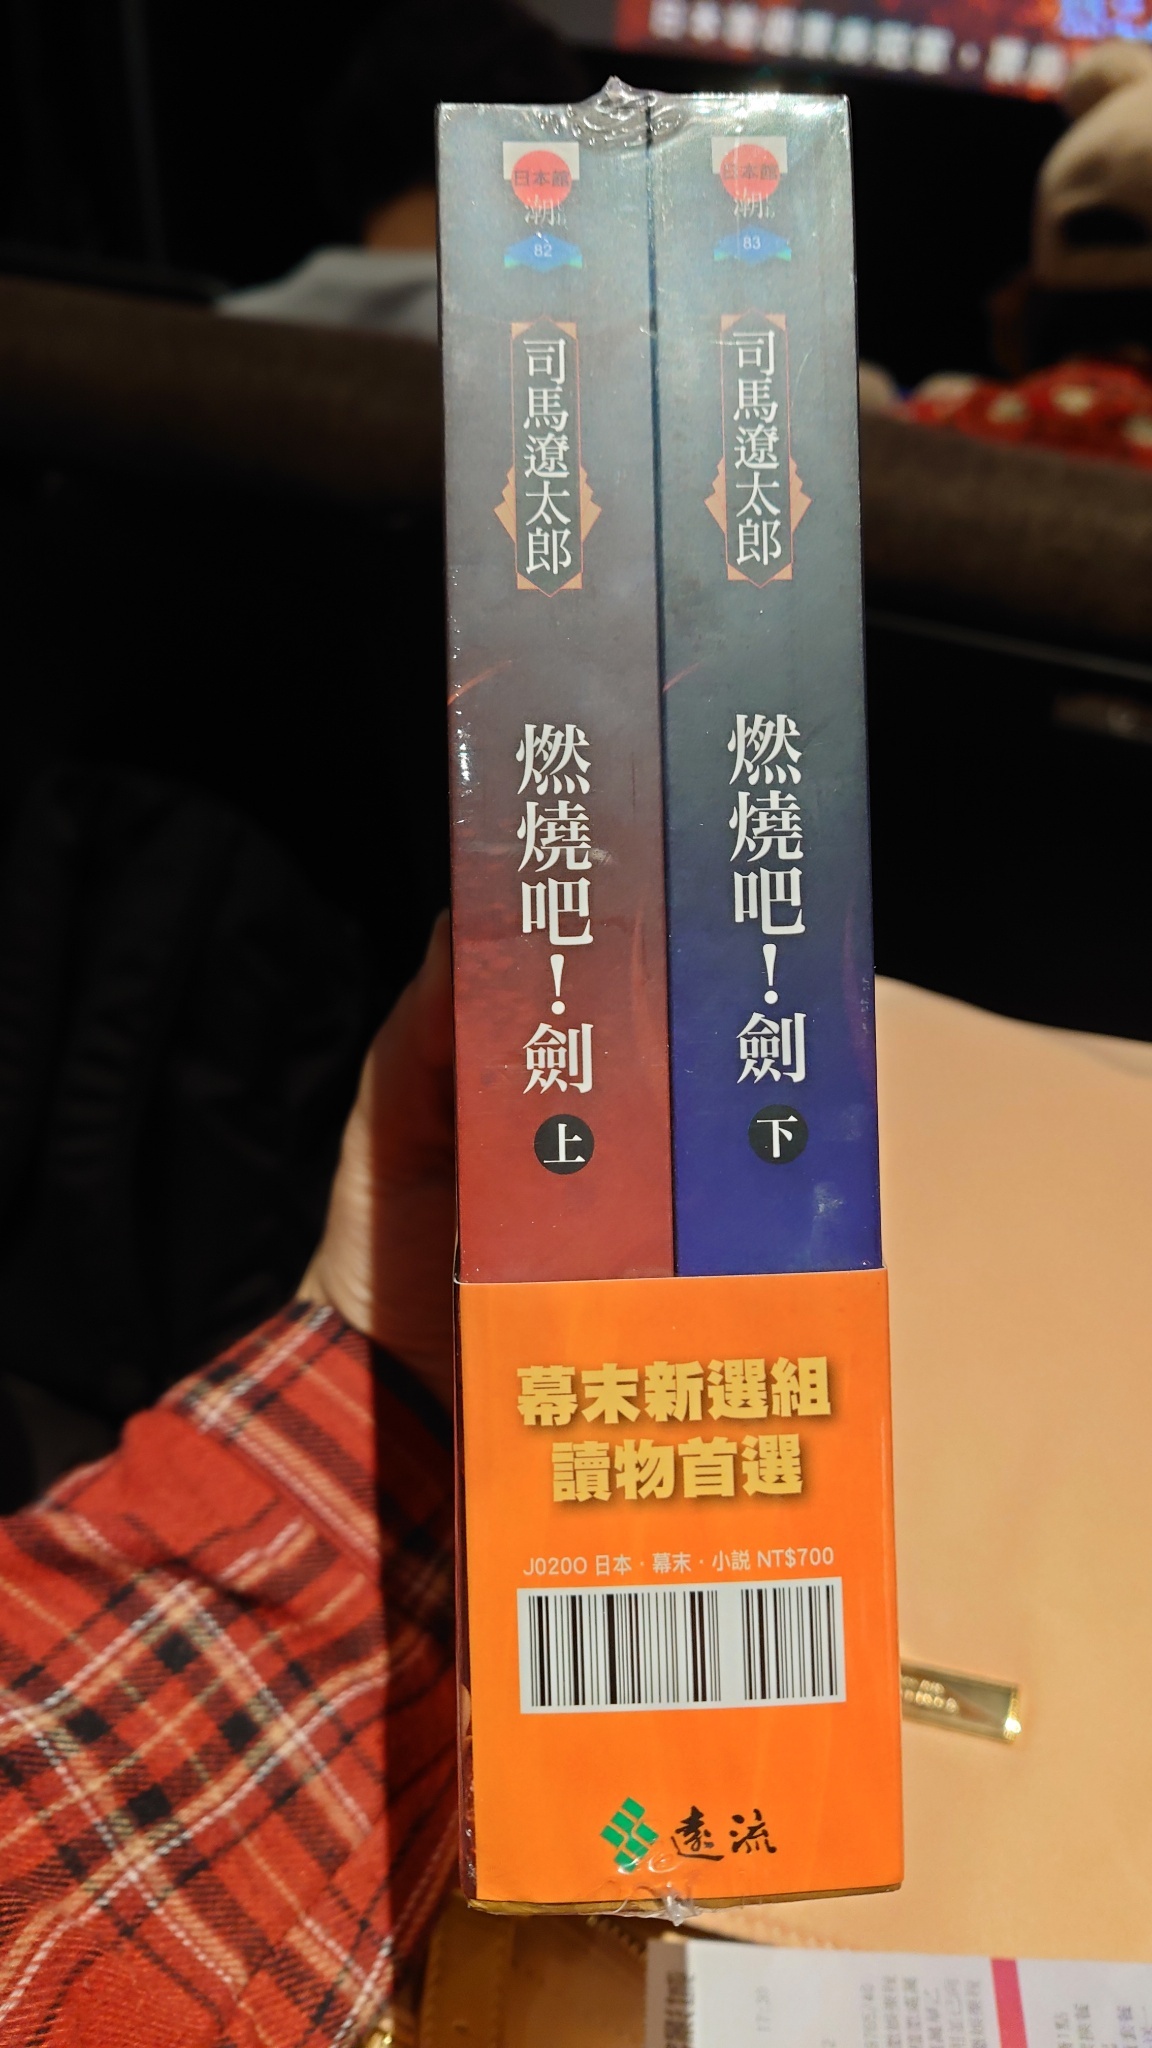 日本館
潮
82
司馬遼太郎
燃燒吧！劍
上
日本館
潮
83
司馬遼太郎
燃燒吧！劍
下
幕末新選組
讀物首選
J0200 日本．幕末．小說 NT$700
遠流